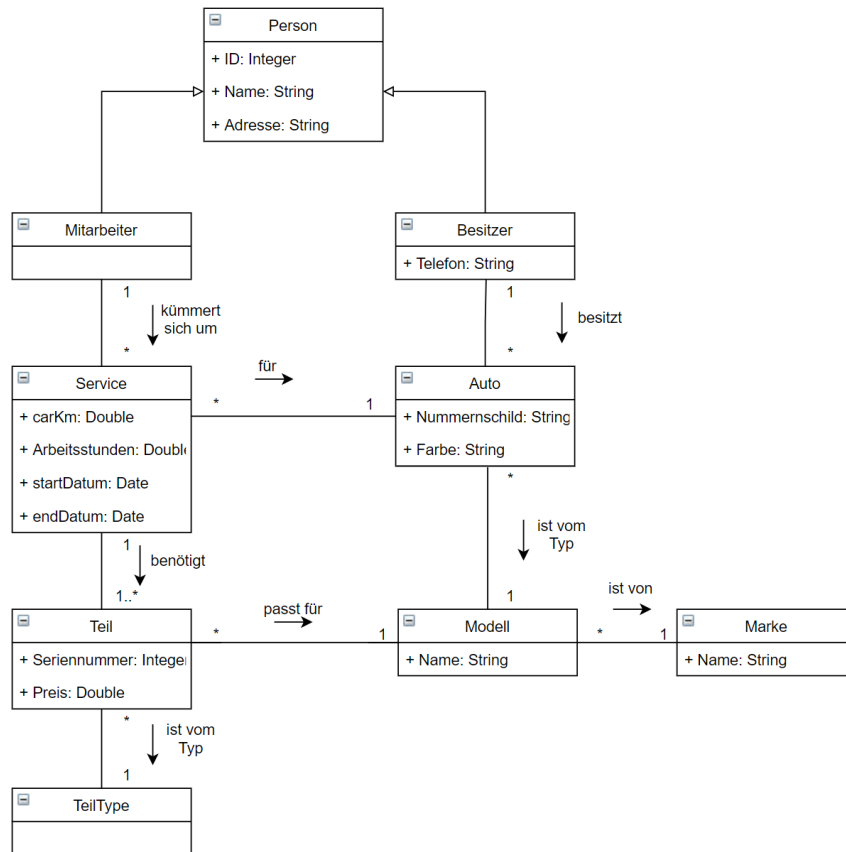 Person
+ ID: Integer
+ Name: String
+ Adresse: String
Mitarbeiter
Besitzer
+ Telefon: String
1
kümmert
sich um
*
1
besitzt
*
Service
+ carKm: Double
+ Arbeitsstunden: Doubl
+ startDatum: Date
+ endDatum: Date
für
*
1
Auto
+ Nummernschild: String
+ Farbe: String
1
benötigt
1..*
*
ist vom
Typ
1
Teil
+ Seriennummer: Intege
+ Preis: Double
passt für
*
1
Modell
+ Name: String
ist von
*
1
Marke
+ Name: String
*
ist vom
Typ
1
TeilType